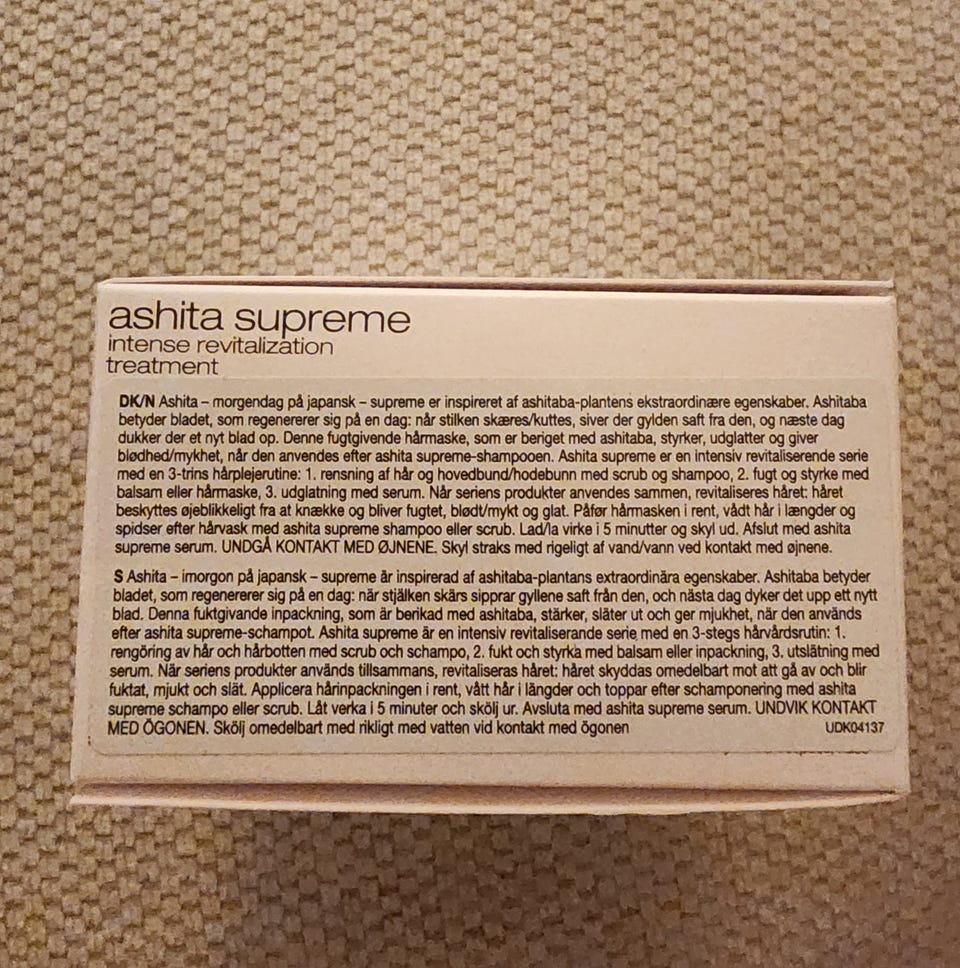 ashita supreme
intense revitalization
treatment
DK/N Ashita – morgendag på japansk – supreme er inspireret af ashitaba-plantens ekstraordinære egenskaber. Ashitaba
betyder bladet, som regenererer sig på en dag: når stilken skæres/kuttes, siver der gylden saft fra den, og næste dag
dukker der et nyt blad op. Denne fugtgivende hårmaske, som er beriget med ashitaba, styrker, udglatter og giver
blødhed/mykhet, når den anvendes efter ashita supreme-shampooen. Ashita supreme er en intensiv revitaliserende serie
med en 3-trins hårplejerutine: 1. rensning af hår og hovedbund/hodebunn med scrub og shampoo, 2. fugt og styrke med
balsam eller hårmaske, 3. udglatning med serum. Når seriens produkter anvendes sammen, revitaliseres håret: håret
beskyttes øjeblikkeligt fra at knække og bliver fugtet, blødt/mykt og glat. Påfør hårmasken i rent, vådt hår i længder og
spidser efter hårvask med ashita supreme shampoo eller scrub. Lad/la virke i 5 minutter og skyl ud. Afslut med ashita
supreme serum. UNDGÅ KONTAKT MED ØJNENE. Skyl straks med rigeligt af vand/vann ved kontakt med øjnene.
S Ashita – imorgon på japansk – supreme är inspirerad af ashitaba-plantans extraordinära egenskaber. Ashitaba betyder
bladet, som regenererer sig på en dag: når stjälken skärs sipprar gyllene saft från den, och nästa dag dyker det upp ett nytt
blad. Denna fuktgivande inpackning, som är berikad med ashitaba, stärker, släter ut och ger mjukhet, när den används
efter ashita supreme-schampot. Ashita supreme är en intensiv revitaliserande serie med en 3-stegs hårvårdsrutin: 1.
rengöring av hår och hårbotten med scrub och schampo, 2. fukt och styrka med balsam eller inpackning, 3. utslätning med
serum. När seriens produkter används tillsammans, revitaliseras håret: håret skyddas omedelbart mot att gå av och blir
fuktat, mjukt och slät. Applicera hårinpackningen i rent, vått hår i längder och toppar efter schamponering med ashita
supreme schampo eller scrub. Låt verka i 5 minuter och skölj ur. Avsluta med ashita supreme serum. UNDVIK KONTAKT
MED ÖGONEN. Skölj omedelbart med rikligt med vatten vid kontakt med ögonen
UDK04137